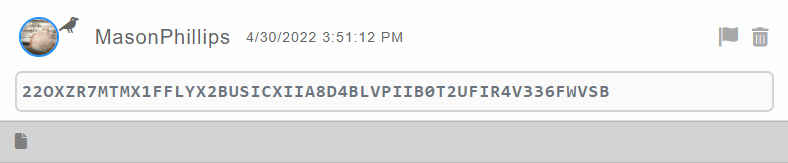 MasonPhillips 4/30/2022 3:51:12 PM
22OXZR7MTMX1FFLYX2BUSICXIIA8D4BLVPIIB0T2UFIR4V336FWVSB